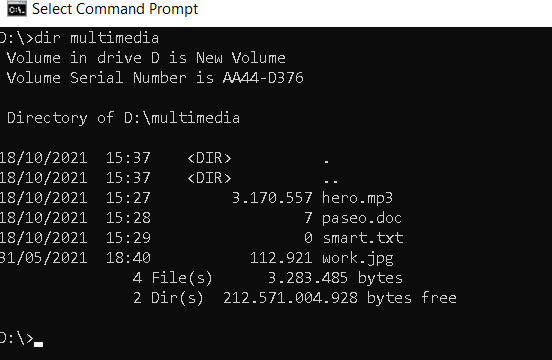 Select Command Prompt
D:\>dir multimedia
 Volume in drive D is New Volume
 Volume Serial Number is AA44-D376

 Directory of D:\multimedia

18/10/2021  15:37    <DIR>          .
18/10/2021  15:37    <DIR>          ..
18/10/2021  15:27         3.170.557 hero.mp3
18/10/2021  15:28                 7 paseo.doc
18/10/2021  15:29                 0 smart.txt
31/05/2021  18:40           112.921 work.jpg
               4 File(s)      3.283.485 bytes
               2 Dir(s)  212.571.004.928 bytes free

D:\>